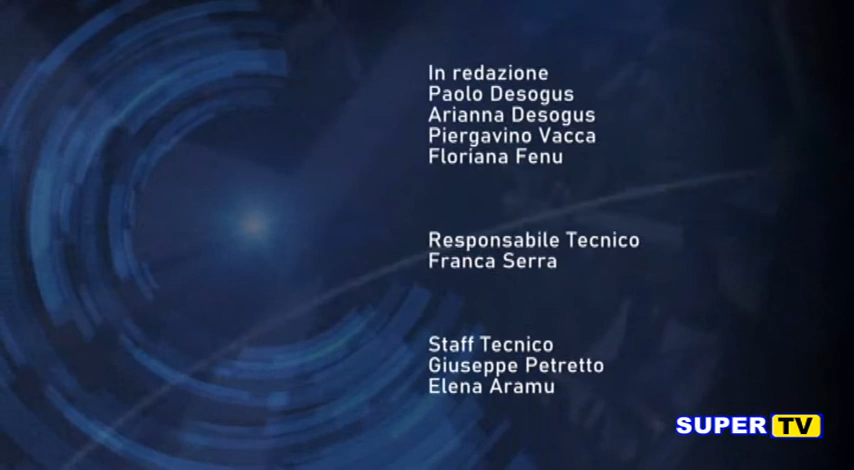 In redazione
Paolo Desogus
Arianna Desogus
Piergavino Vacca
Floriana Fenu
Responsabile Tecnico
Franca Serra
Staff Tecnico
Giuseppe Petretto
Elena Aramu
SUPER TV